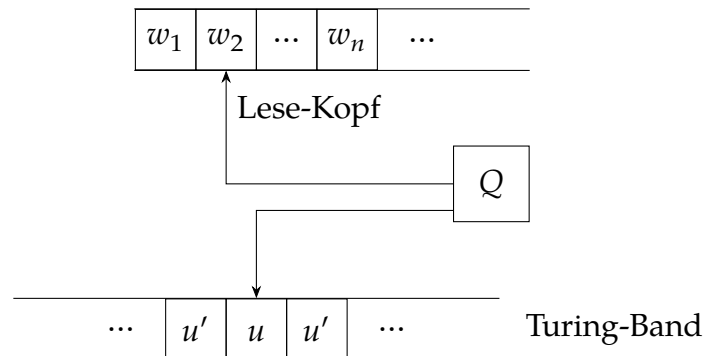 w₁ w₂ ... wₙ ...
Lese-Kopf
Q
... u′ u u′ ... Turing-Band